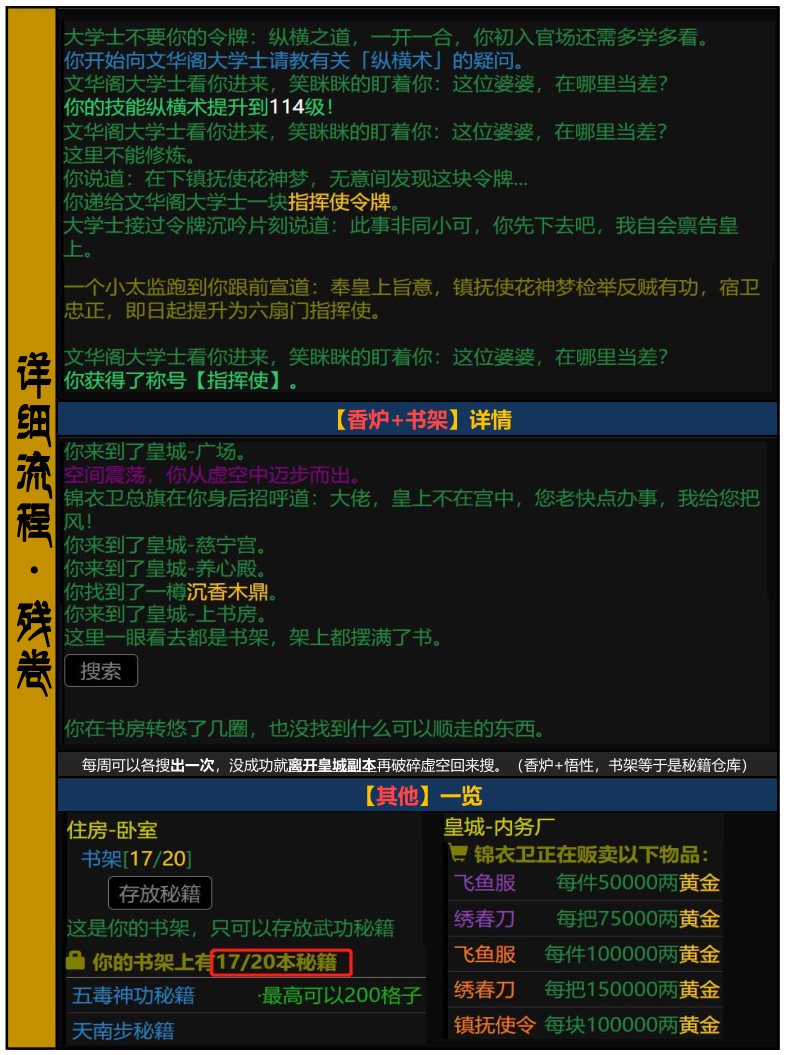 详细流程·残卷
大学士不要你的令牌：纵横之道，一开一合，你初入官场还需多学多看。
你开始向文华阁大学士请教有关「纵横术」的疑问。
文华阁大学士看你进来，笑眯眯的盯着你：这位婆婆，在哪里当差？
你的技能纵横术提升到114级！
文华阁大学士看你进来，笑眯眯的盯着你：这位婆婆，在哪里当差？
这里不能修炼。
你说道：在下镇抚使花神梦，无意间发现这块令牌...
你递给文华阁大学士一块指挥使令牌。
大学士接过令牌沉吟片刻说道：此事非同小可，你先下去吧，我自会禀告皇
上。
一个小太监跑到你跟前宣道：奉皇上旨意，镇抚使花神梦检举反贼有功，宿卫
忠正，即日起提升为六扇门指挥使。
文华阁大学士看你进来，笑眯眯的盯着你：这位婆婆，在哪里当差？
你获得了称号【指挥使】。
【香炉+书架】详情
你来到了皇城-广场。
空间震荡，你从虚空中迈步而出。
锦衣卫总旗在你身后招呼道：大佬，皇上不在宫中，您老快点办事，我给您把
风！
你来到了皇城-慈宁宫。
你来到了皇城-养心殿。
你找到了一樽沉香木鼎。
你来到了皇城-上书房。
这里一眼看去都是书架，架上都摆满了书。
搜索
你在书房转悠了几圈，也没找到什么可以顺走的东西。
每周可以各搜出一次，没成功就离开皇城副本再破碎虚空回来搜。（香炉+悟性，书架等于是秘籍仓库）
【其他】一览
住房-卧室
书架[17/20]
存放秘籍
这是你的书架，只可以存放武功秘籍
你的书架上有17/20本秘籍
五毒神功秘籍 ·最高可以200格子
天南步秘籍
皇城-内务厂
锦衣卫正在贩卖以下物品：
飞鱼服 每件50000两黄金
绣春刀 每把75000两黄金
飞鱼服 每件100000两黄金
绣春刀 每把150000两黄金
镇抚使令 每块100000两黄金